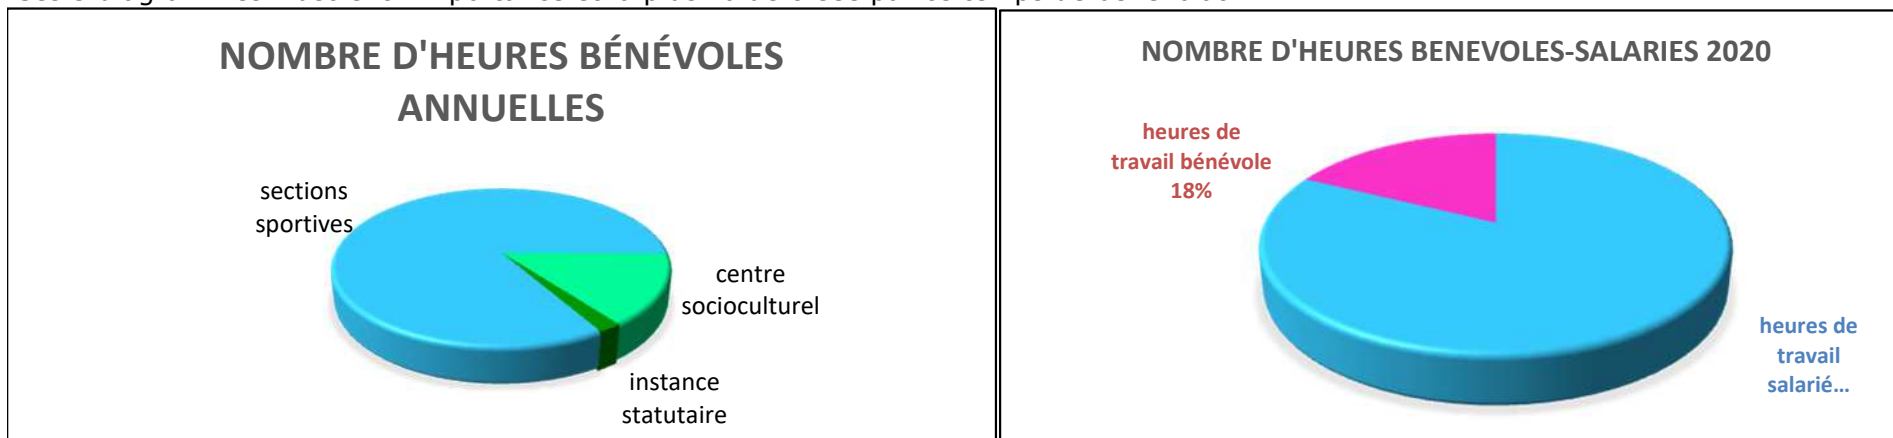 NOMBRE D'HEURES BÉNÉVOLES
ANNUELLES
sections
sportives
centre
socioculturel
instance
statutaire
NOMBRE D'HEURES BENEVOLES-SALARIES 2020
heures de
travail bénévole
18%
heures de
travail
salarié...